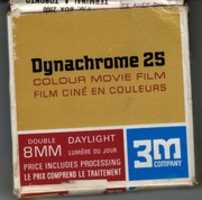 Dynachrome 25
COLOUR MOVIE FILM
FILM CINÉ EN COULEURS
DOUBLE
8MM
DAYLIGHT
LUMIÈRE DU JOUR
PRICE INCLUDES PROCESSING
LE PRIX COMPREND LE TRAITEMENT
3M
COMPANY